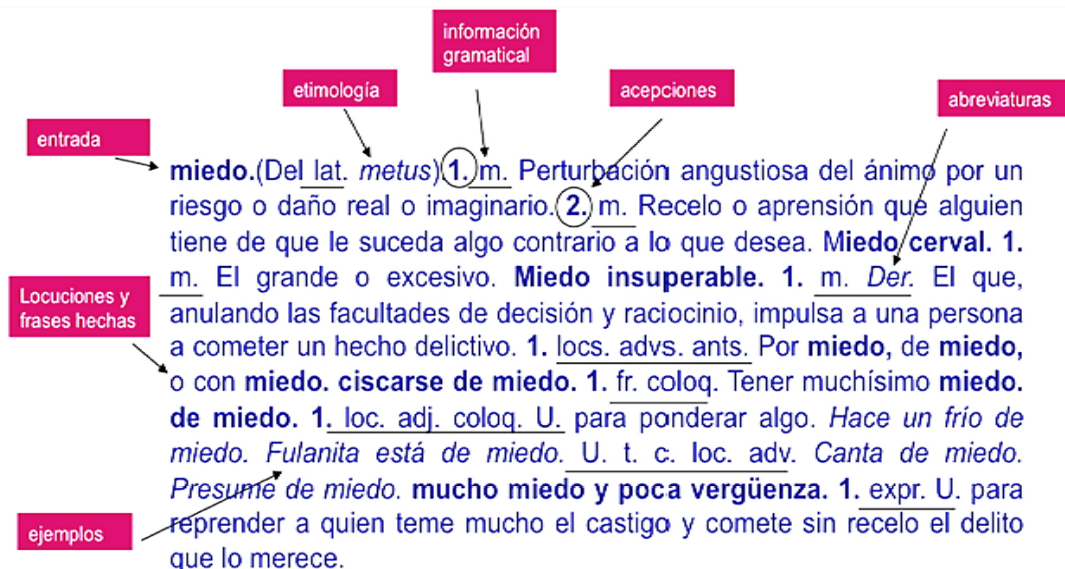 información
gramatical
etimología
acepciones
abreviaturas
entrada
miedo.(Del lat. metus) 1. m. Perturbación angustiosa del ánimo por un
riesgo o daño real o imaginario. 2. m. Recelo o aprensión que alguien
tiene de que le suceda algo contrario a lo que desea. Miedo cerval. 1.
m. El grande o excesivo. Miedo insuperable. 1. m. Der. El que,
Locuciones y
frases hechas
anulando las facultades de decisión y raciocinio, impulsa a una persona
a cometer un hecho delictivo. 1. locs. advs. ants. Por miedo, de miedo,
o con miedo. ciscarse de miedo. 1. fr. coloq. Tener muchísimo miedo.
de miedo. 1. loc. adj. coloq. U. para ponderar algo. Hace un frío de
miedo. Fulanita está de miedo. U. t. c. loc. adv. Canta de miedo.
Presume de miedo. mucho miedo y poca vergüenza. 1. expr. U. para
ejemplos
reprender a quien teme mucho el castigo y comete sin recelo el delito
que lo merece.